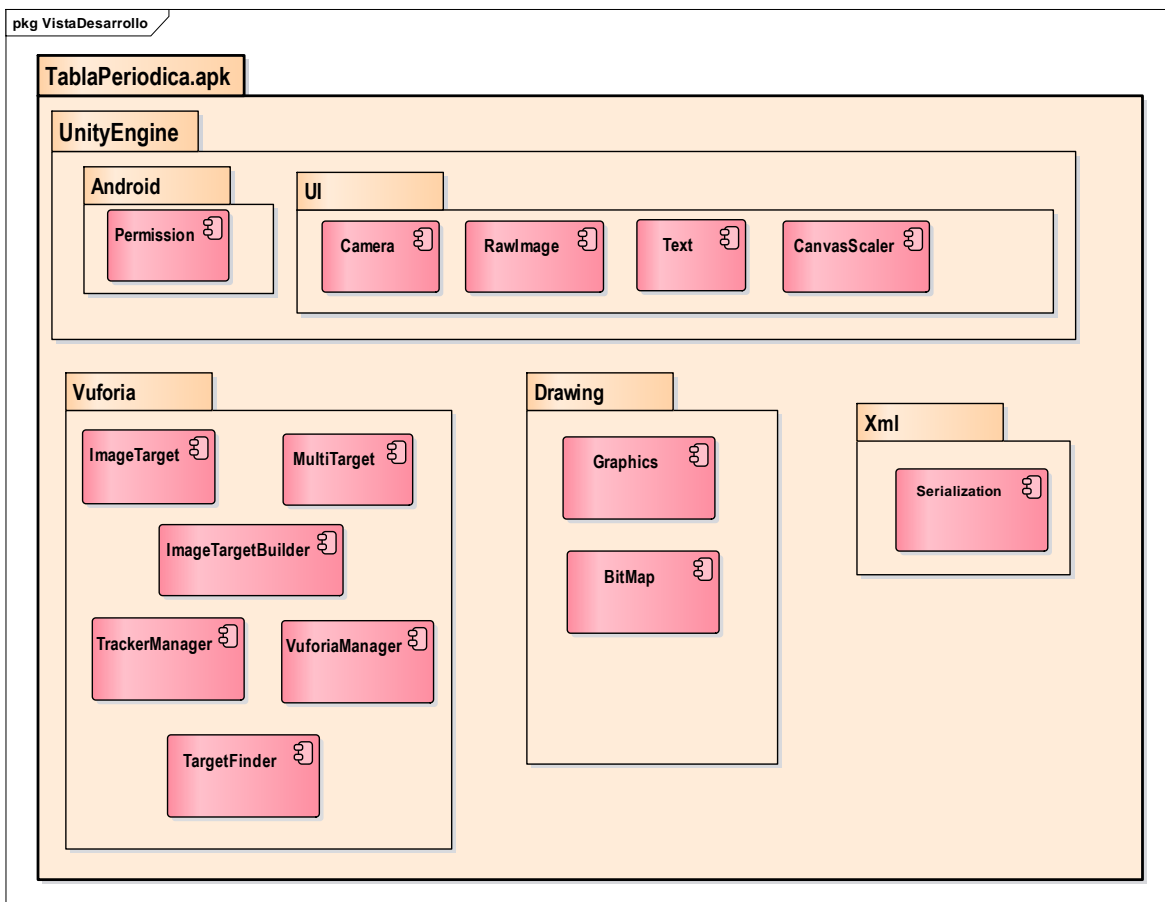 pkg VistaDesarrollo
TablaPeriodica.apk
UnityEngine
Android
Permission
UI
Camera
RawImage
Text
CanvasScaler
Vuforia
ImageTarget
MultiTarget
ImageTargetBuilder
TrackerManager
VuforiaManager
TargetFinder
Drawing
Graphics
BitMap
Xml
Serialization